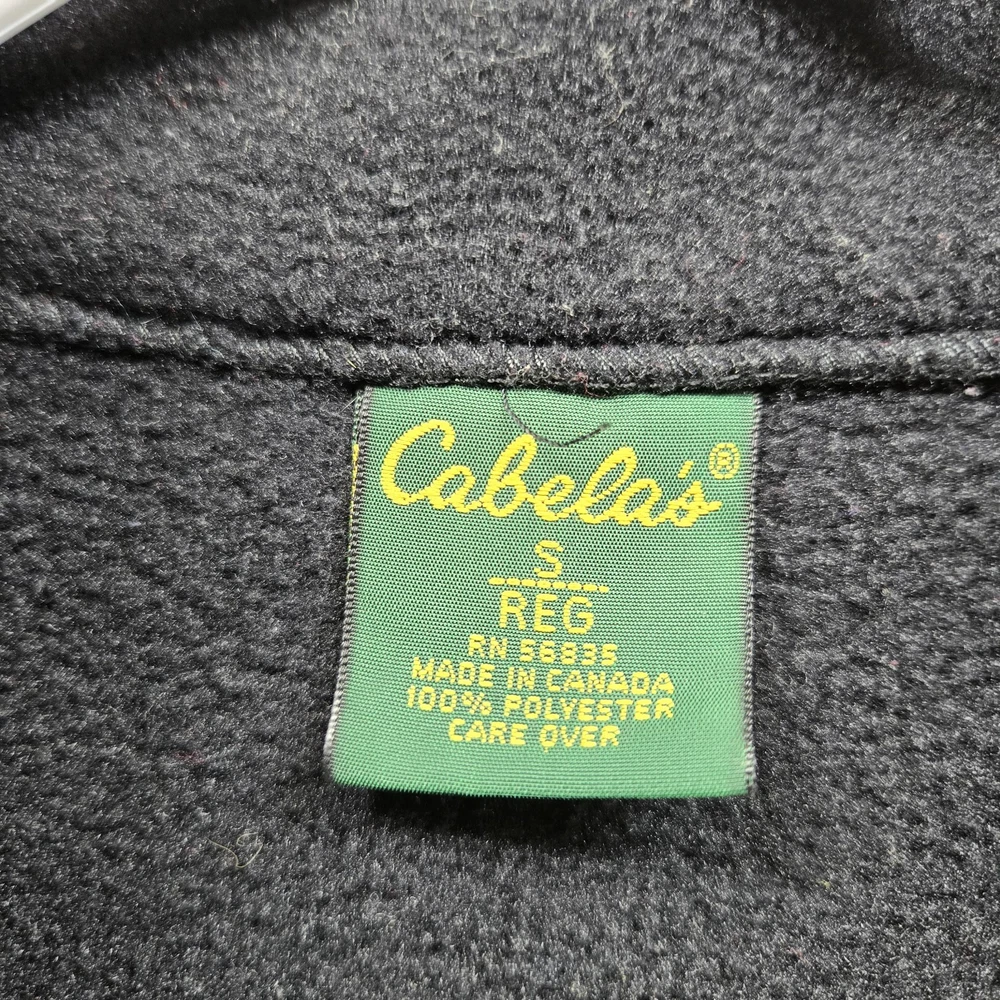 Cabela's®
S
REG
RN 56835
MADE IN CANADA
100% POLYESTER
CARE OVER